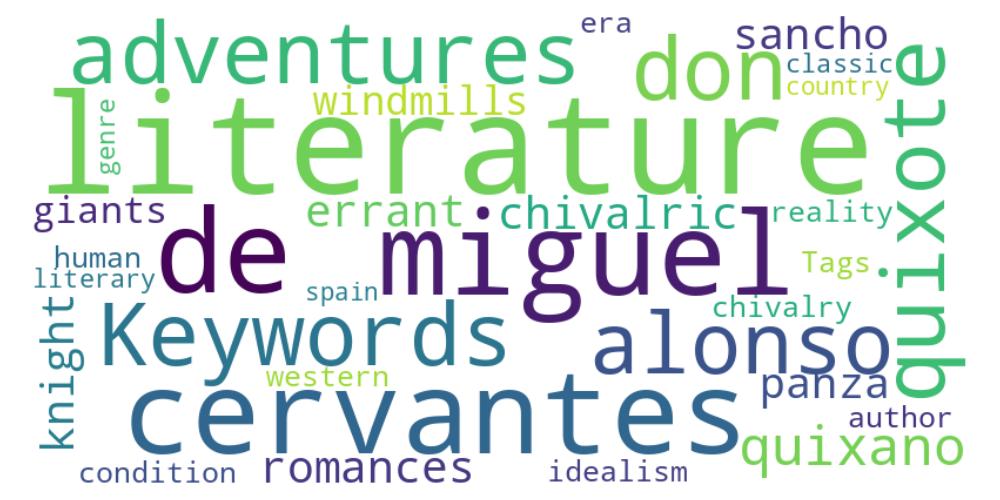 era
adventures
sancho
don
classic
country
windmills
quixote
genre
literature
giants
errant
chivalric
reality
de
miguel
human
literary
Tags
spain
chivalry
knight
Keywords
alonso
western
panza
cervantes
author
quixano
condition
romances
idealism